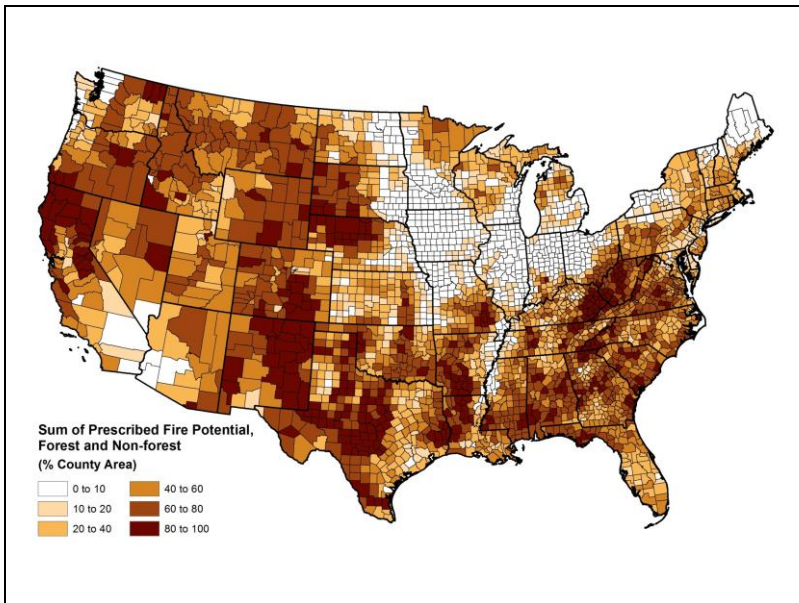 Sum of Prescribed Fire Potential,
Forest and Non-forest
(% County Area)
0 to 10
40 to 60
10 to 20
60 to 80
20 to 40
80 to 100